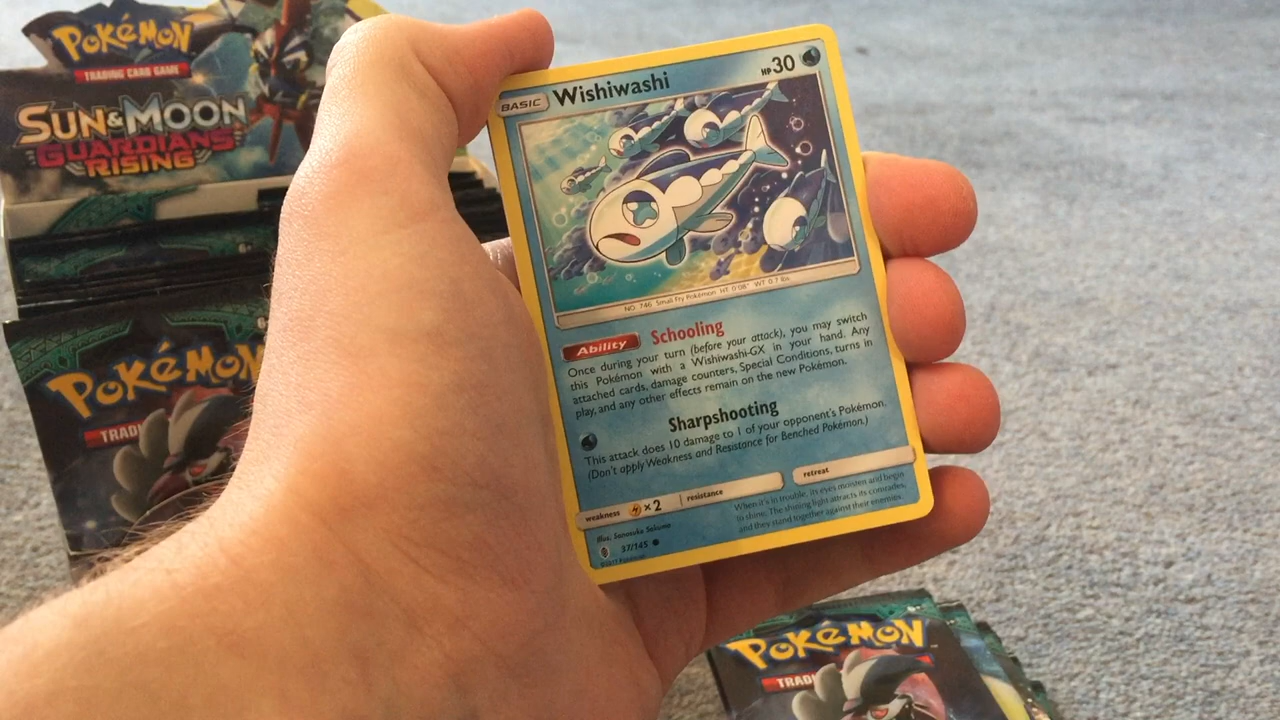 POKéMON
TRADING CARD GAME
SUN & MOON
GUARDIANS
RISING
POKéMON
TRADI
BASIC Wishiwashi HP 30
NO. 746 Small Fry Pokémon HT: 0'08" WT: 0.7 lbs.
Ability Schooling
Once during your turn (before your attack), you may switch
this Pokémon with a Wishiwashi-GX in your hand. Any
attached cards, damage counters, Special Conditions, turns in
play, and any other effects remain on the new Pokémon.
Sharpshooting
This attack does 10 damage to 1 of your opponent's Pokémon.
(Don't apply Weakness and Resistance for Benched Pokémon.)
weakness ×2 resistance retreat
When it's in trouble, its eyes moisten and begin
to shine. The shining light attracts its comrades,
and they stand together against their enemies.
Illus. Sanosuke Sakuma
37/145
©2017 Pokémon
POKéMON
TRADI